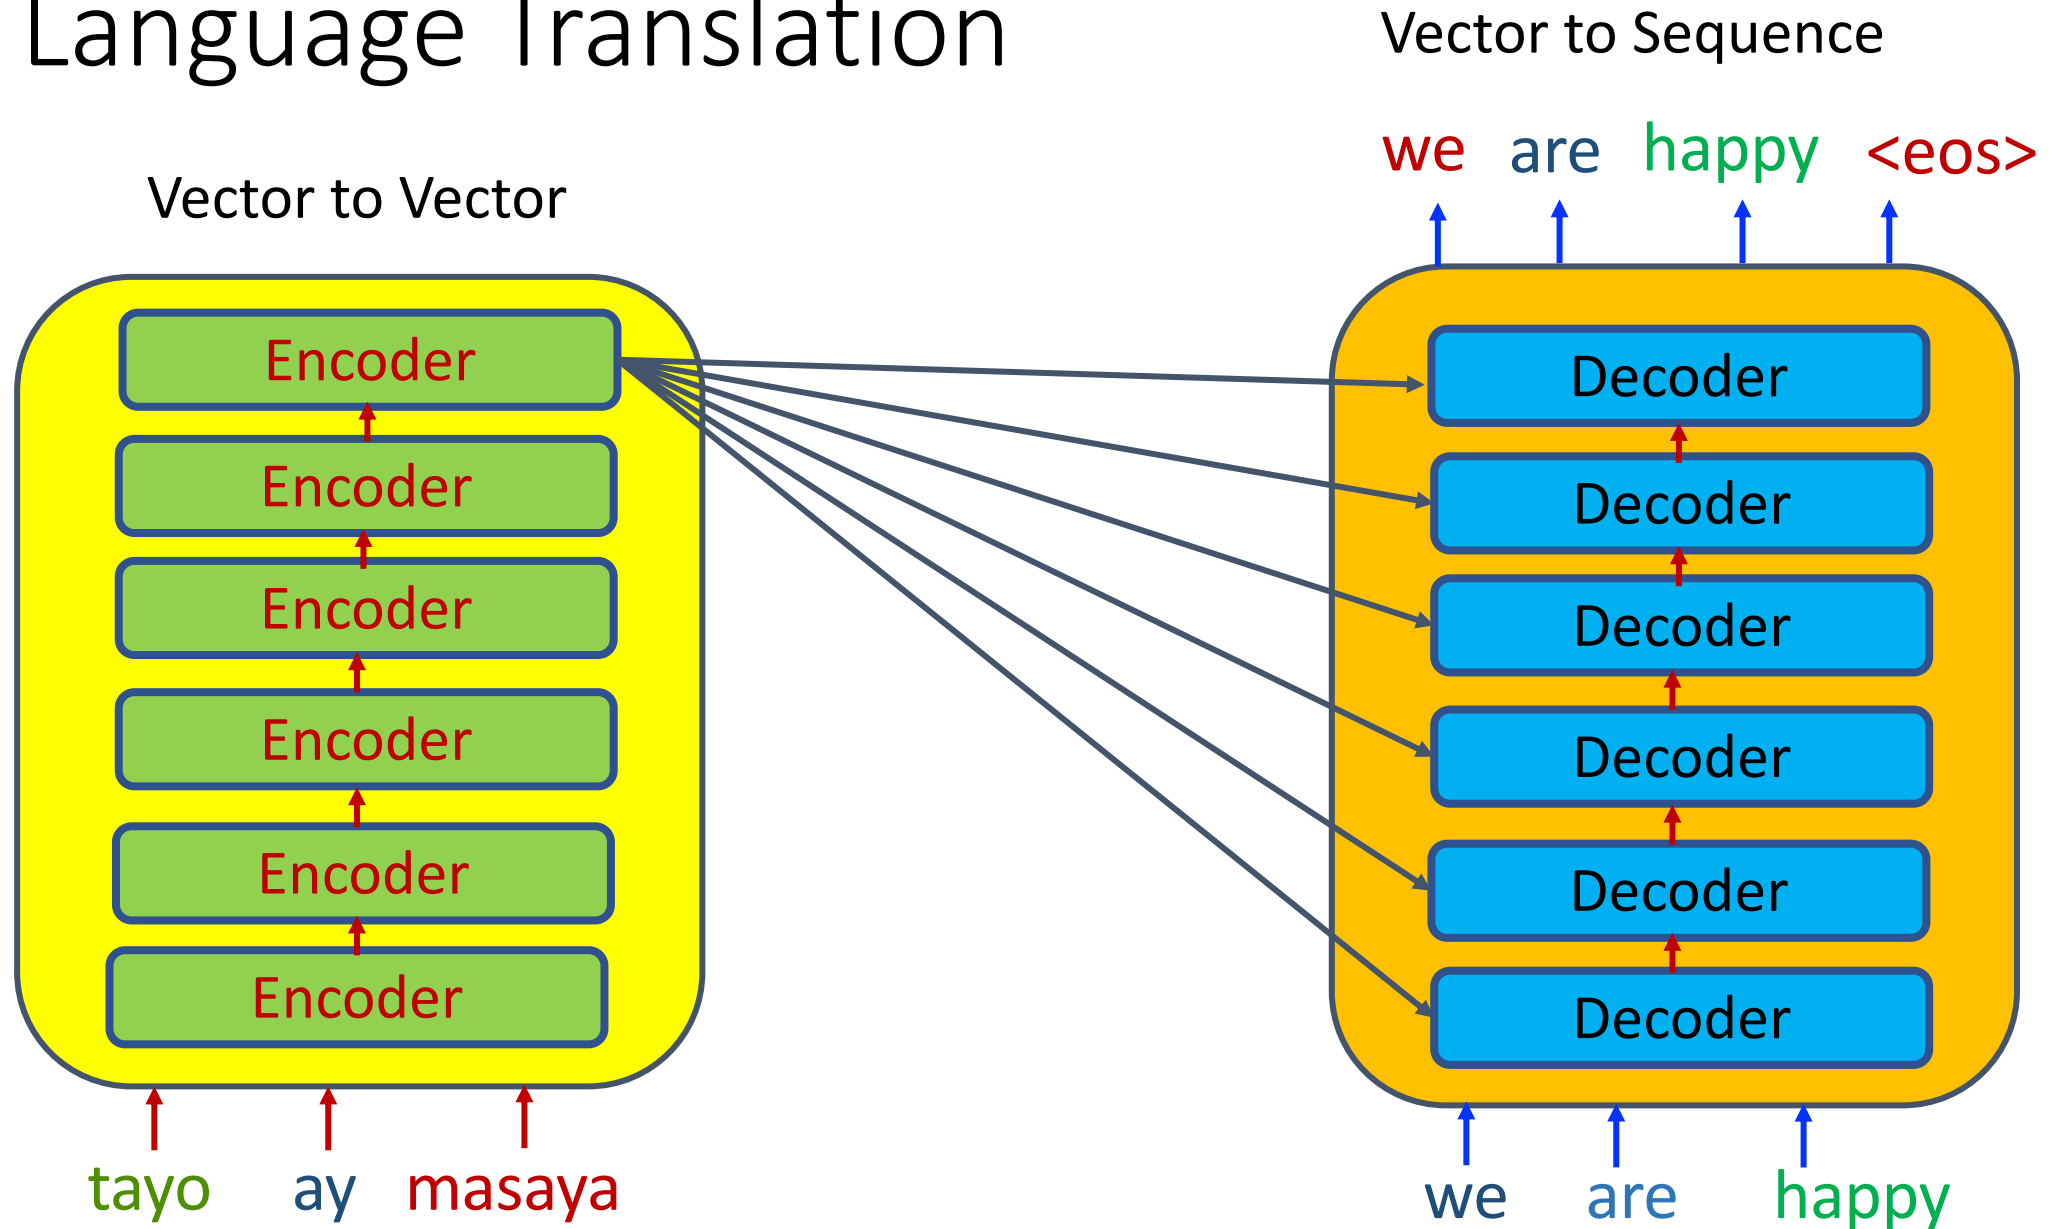 Language Translation
Vector to Vector
Encoder
Encoder
Encoder
Encoder
Encoder
Encoder
tayo ay masaya
Vector to Sequence
we are happy <eos>
Decoder
Decoder
Decoder
Decoder
Decoder
Decoder
we are happy